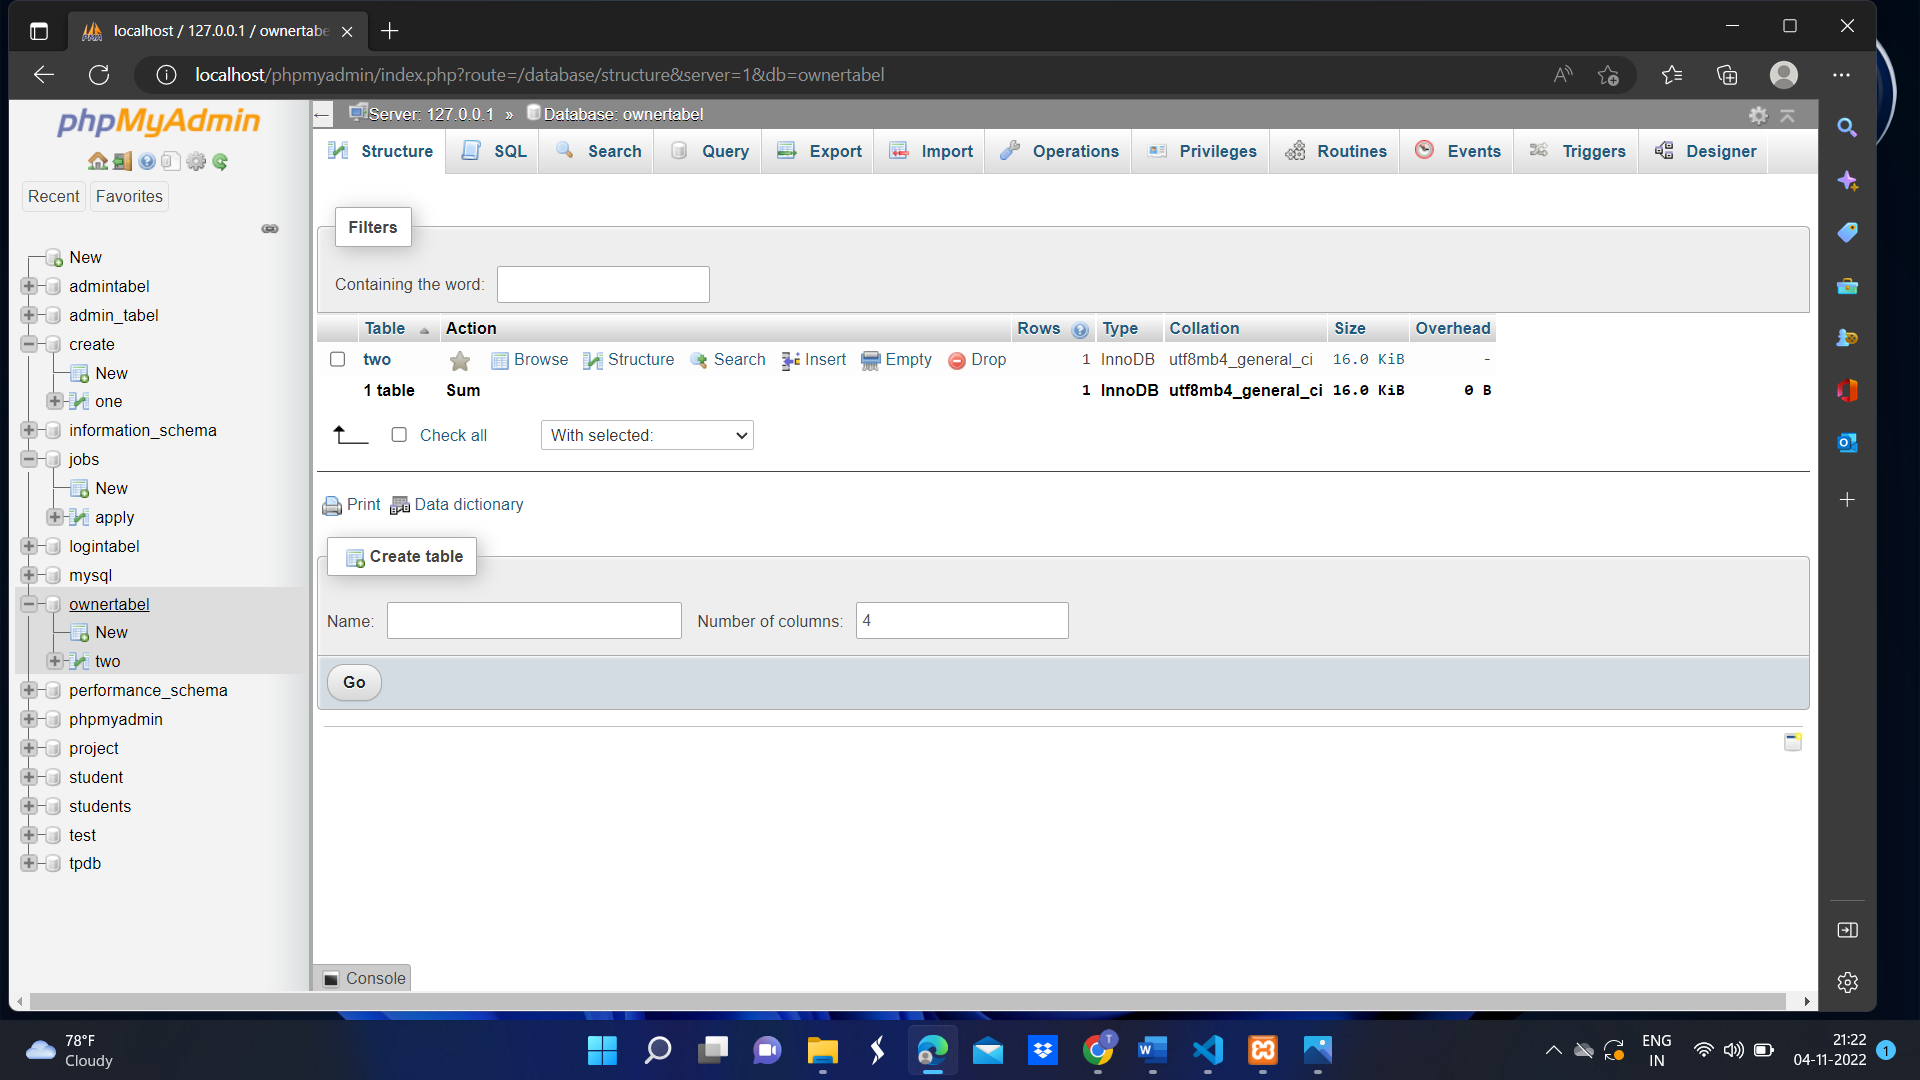 localhost / 127.0.0.1 / ownertabe
localhost/phpmyadmin/index.php?route=/database/structure&server=1&db=ownertabel
phpMyAdmin
Recent
Favorites
New
admintabel
admin_tabel
create
New
one
information_schema
jobs
New
apply
logintabel
mysql
ownertabel
New
two
performance_schema
phpmyadmin
project
student
students
test
tpdb
Server: 127.0.0.1 » Database: ownertabel
Structure SQL Search Query Export Import Operations Privileges Routines Events Triggers Designer
Filters
Containing the word:
Table Action Rows Type Collation Size Overhead
two Browse Structure Search Insert Empty Drop 1 InnoDB utf8mb4_general_ci 16.0 KiB -
1 table Sum 1 InnoDB utf8mb4_general_ci 16.0 KiB 0 B
Check all With selected:
Print Data dictionary
Create table
Name: Number of columns: 4
Go
Console
78°F
Cloudy
T
ENG
IN
21:22
04-11-2022
1